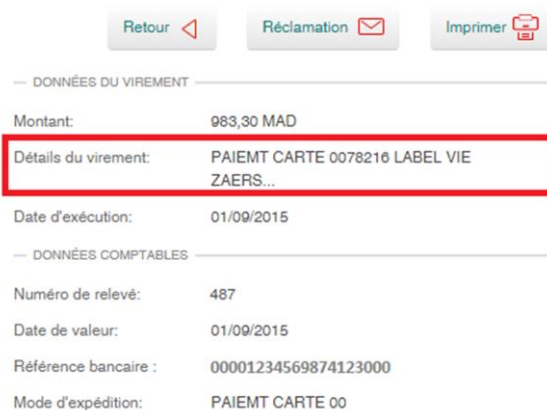 Retour Réclamation Imprimer
DONNÉES DU VIREMENT
Montant: 983,30 MAD
Détails du virement: PAIEMT CARTE 0078216 LABEL VIE
ZAERS...
Date d'exécution: 01/09/2015
DONNÉES COMPTABLES
Numéro de relevé: 487
Date de valeur: 01/09/2015
Référence bancaire : 00001234569874123000
Mode d'expédition: PAIEMT CARTE 00